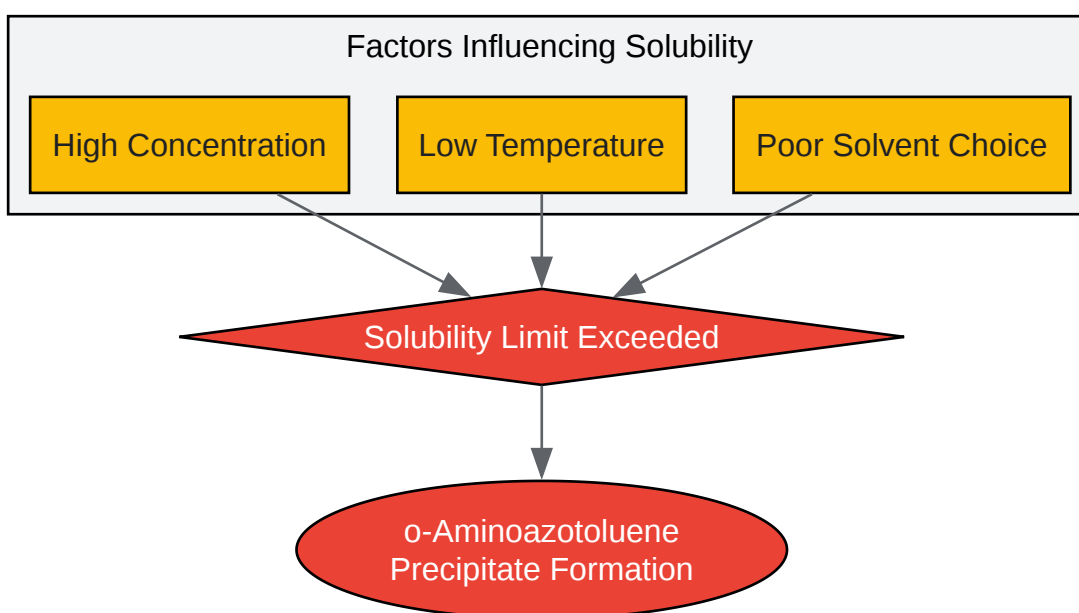 Factors Influencing Solubility
High Concentration
Low Temperature
Poor Solvent Choice
Solubility Limit Exceeded
o-Aminoazotoluene
Precipitate Formation